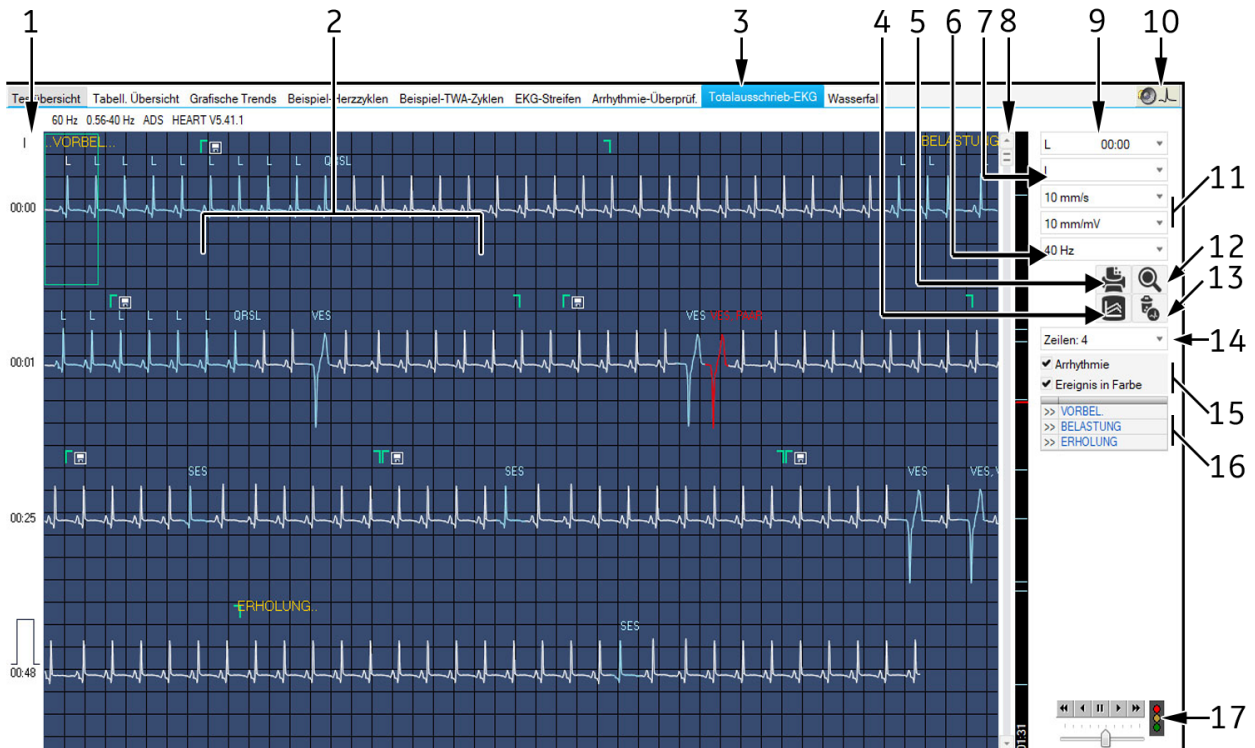 1 2 3 4 5 6 7 8 9 10
Testübersicht Tabell. Übersicht Grafische Trends Beispiel-Herzzyklen Beispiel-TWA-Zyklen EKG-Streifen Arrhythmie-Überprüf. Totalausschrieb-EKG Wasserfal
60 Hz 0.56-40 Hz ADS HEART V5.41.1
I
..VORBEL... BELASTUNG
L 00:00
L L L L L L L L L QRSL L L
11
10 mm/s
00:00
10 mm/mV
40 Hz
12
13
L L L L L L QRSL VES VES VES, PAAR
Zeilen: 4
14
00:01
Arrhythmie
Ereignis in Farbe
15
>> VORBEL.
>> BELASTUNG
>> ERHOLUNG
16
SES SES VES VES, V
00:25
ERHOLUNG..
SES
00:48
17
01:31